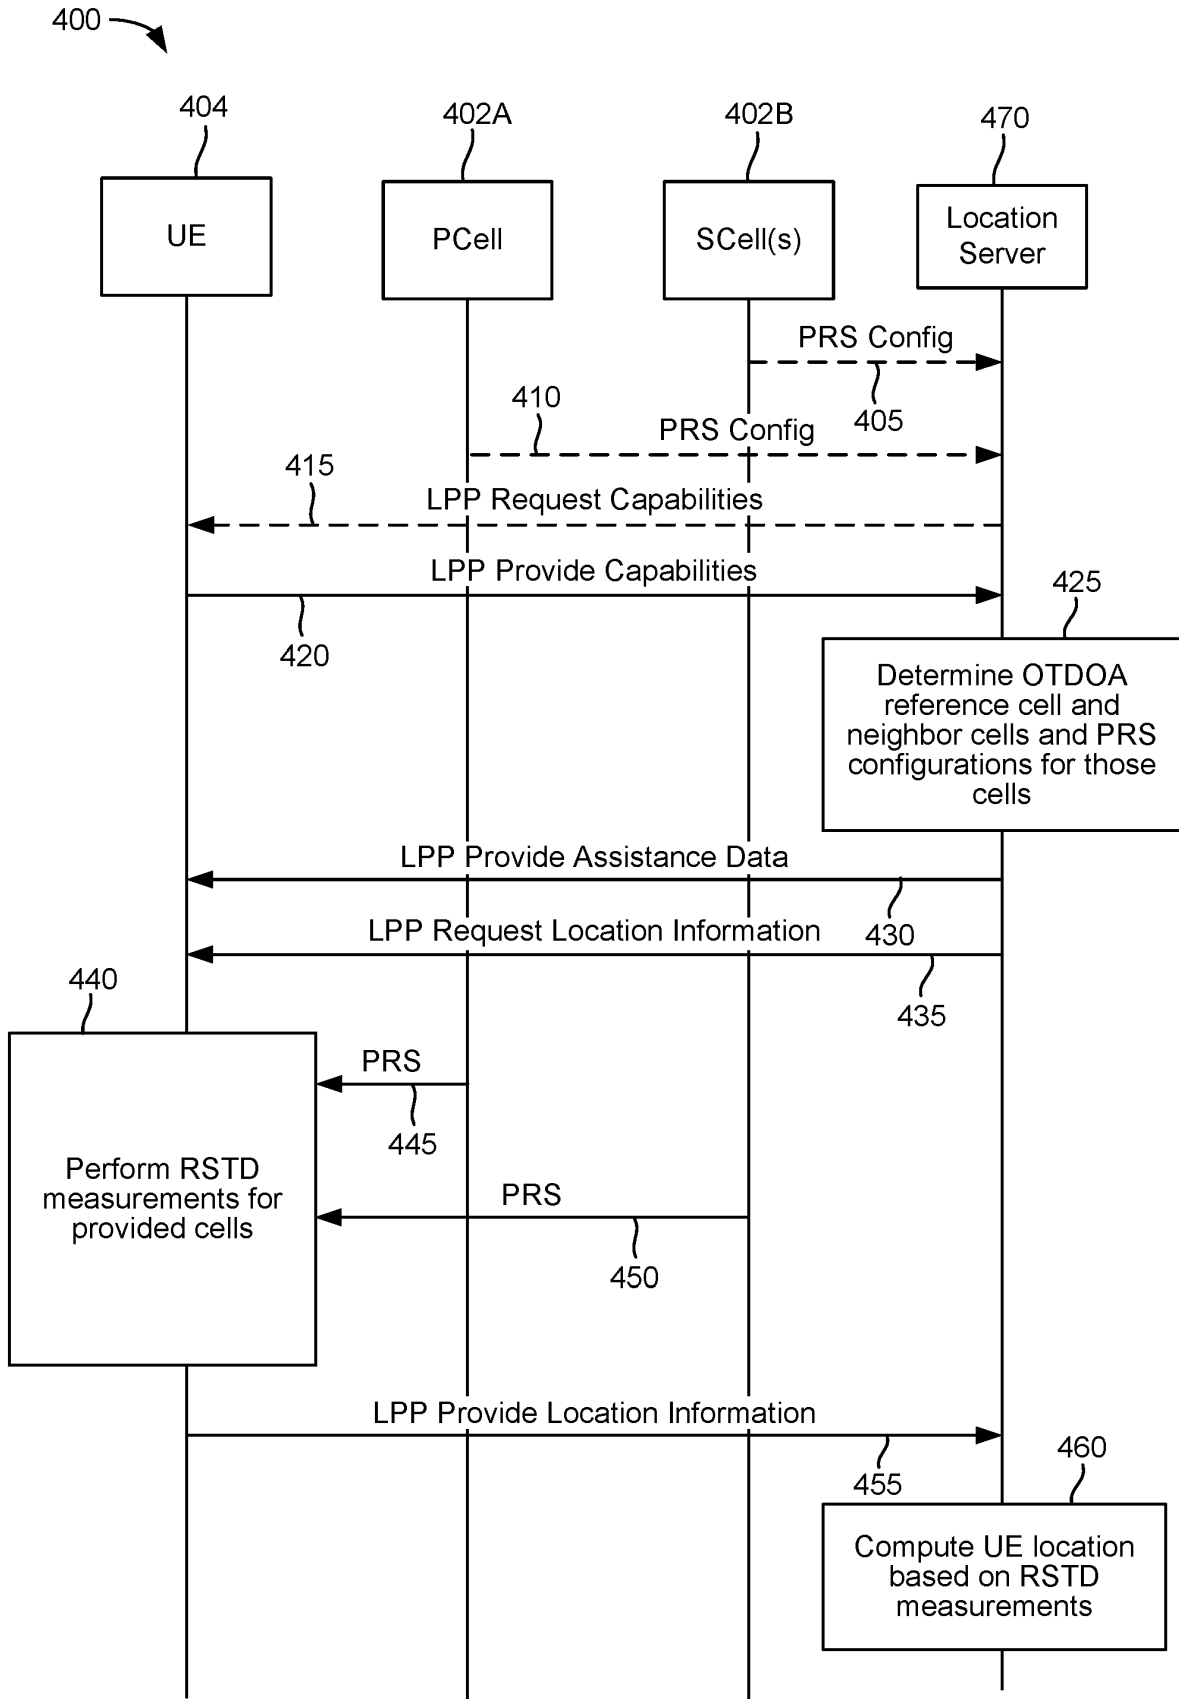 400
404
402A
402B
470
UE
PCell
SCell(s)
Location
Server
PRS Config
405
410
PRS Config
415
LPP Request Capabilities
LPP Provide Capabilities
420
425
Determine OTDOA
reference cell and
neighbor cells and PRS
configurations for those
cells
LPP Provide Assistance Data
430
LPP Request Location Information
435
440
PRS
445
Perform RSTD
measurements for
provided cells
PRS
450
LPP Provide Location Information
455
460
Compute UE location
based on RSTD
measurements